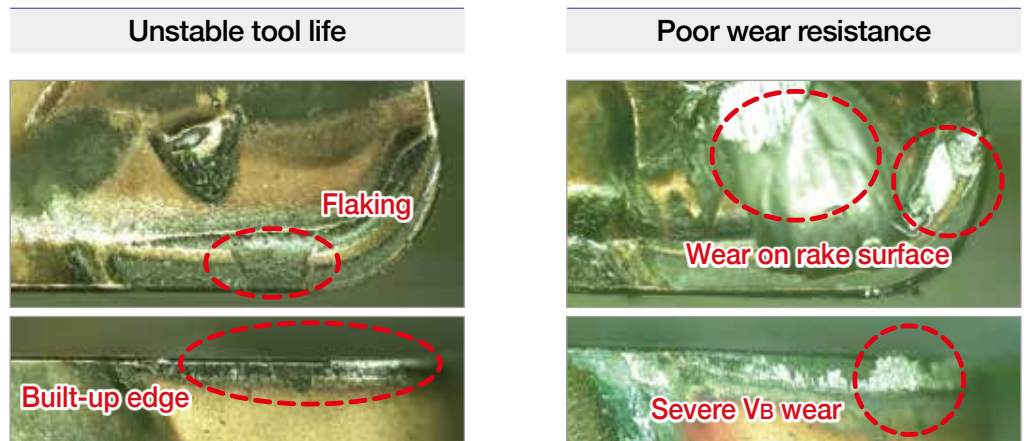 Unstable tool life
Poor wear resistance
Flaking
Wear on rake surface
Built-up edge
Severe VB wear